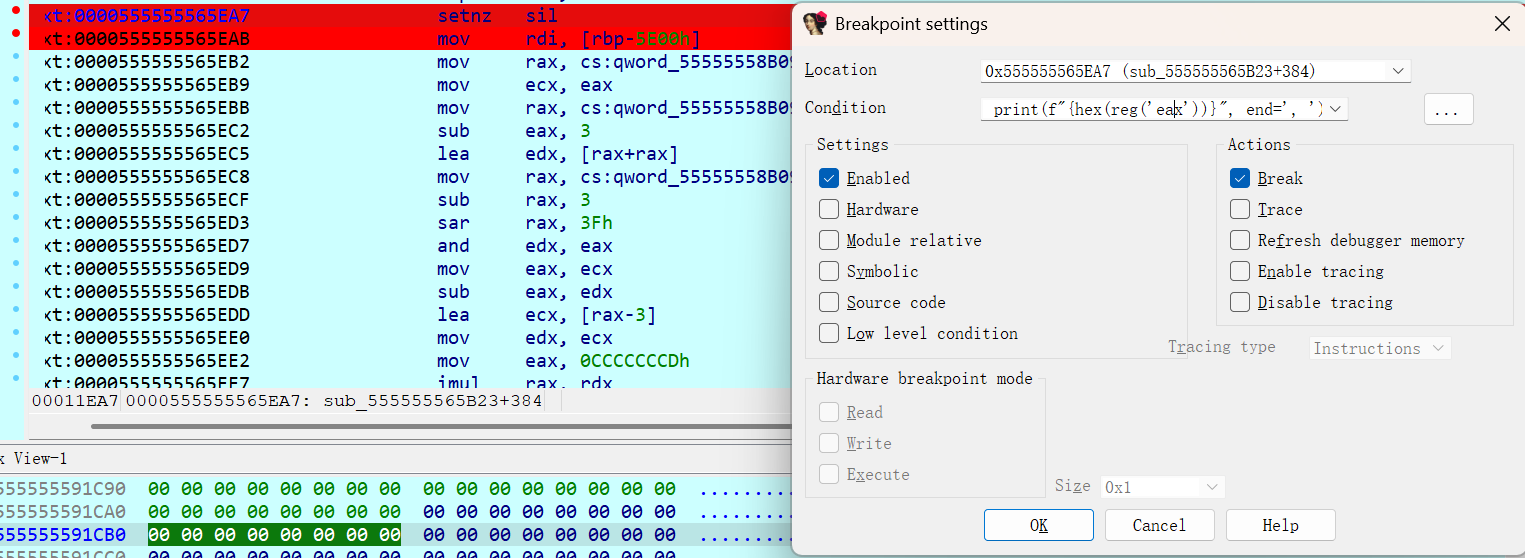 xt:0000555555565EA7 setnz sil
xt:0000555555565EAB mov rdi, [rbp-5E00h]
xt:0000555555565EB2 mov rax, cs:qword_55555558B09
xt:0000555555565EB9 mov ecx, eax
xt:0000555555565EBB mov rax, cs:qword_55555558B09
xt:0000555555565EC2 sub eax, 3
xt:0000555555565EC5 lea edx, [rax+rax]
xt:0000555555565EC8 mov rax, cs:qword_55555558B09
xt:0000555555565ECF sub rax, 3
xt:0000555555565ED3 sar rax, 3Fh
xt:0000555555565ED7 and edx, eax
xt:0000555555565ED9 mov eax, ecx
xt:0000555555565EDB sub eax, edx
xt:0000555555565EDD lea ecx, [rax-3]
xt:0000555555565EE0 mov edx, ecx
xt:0000555555565EE2 mov eax, 0CCCCCCCDh
xt:0000555555565EE7 imul rax, rdx
00011EA7 0000555555565EA7: sub_555555565B23+384
x View-1
555555591C90 00 00 00 00 00 00 00 00 00 00 00 00 00 00 00 00 .........
555555591CA0 00 00 00 00 00 00 00 00 00 00 00 00 00 00 00 00 .........
555555591CB0 00 00 00 00 00 00 00 00 00 00 00 00 00 00 00 00 .........
555555591CC0 00 00 00 00 00 00 00 00 00 00 00 00 00 00 00 00
Breakpoint settings
Location 0x555555565EA7 (sub_555555565B23+384)
Condition print(f"{hex(reg('eax'))}", end=', ') ...
Settings
Enabled
Hardware
Module relative
Symbolic
Source code
Low level condition
Actions
Break
Trace
Refresh debugger memory
Enable tracing
Disable tracing
Tracing type Instructions
Hardware breakpoint mode
Read
Write
Execute
Size 0x1
OK Cancel Help